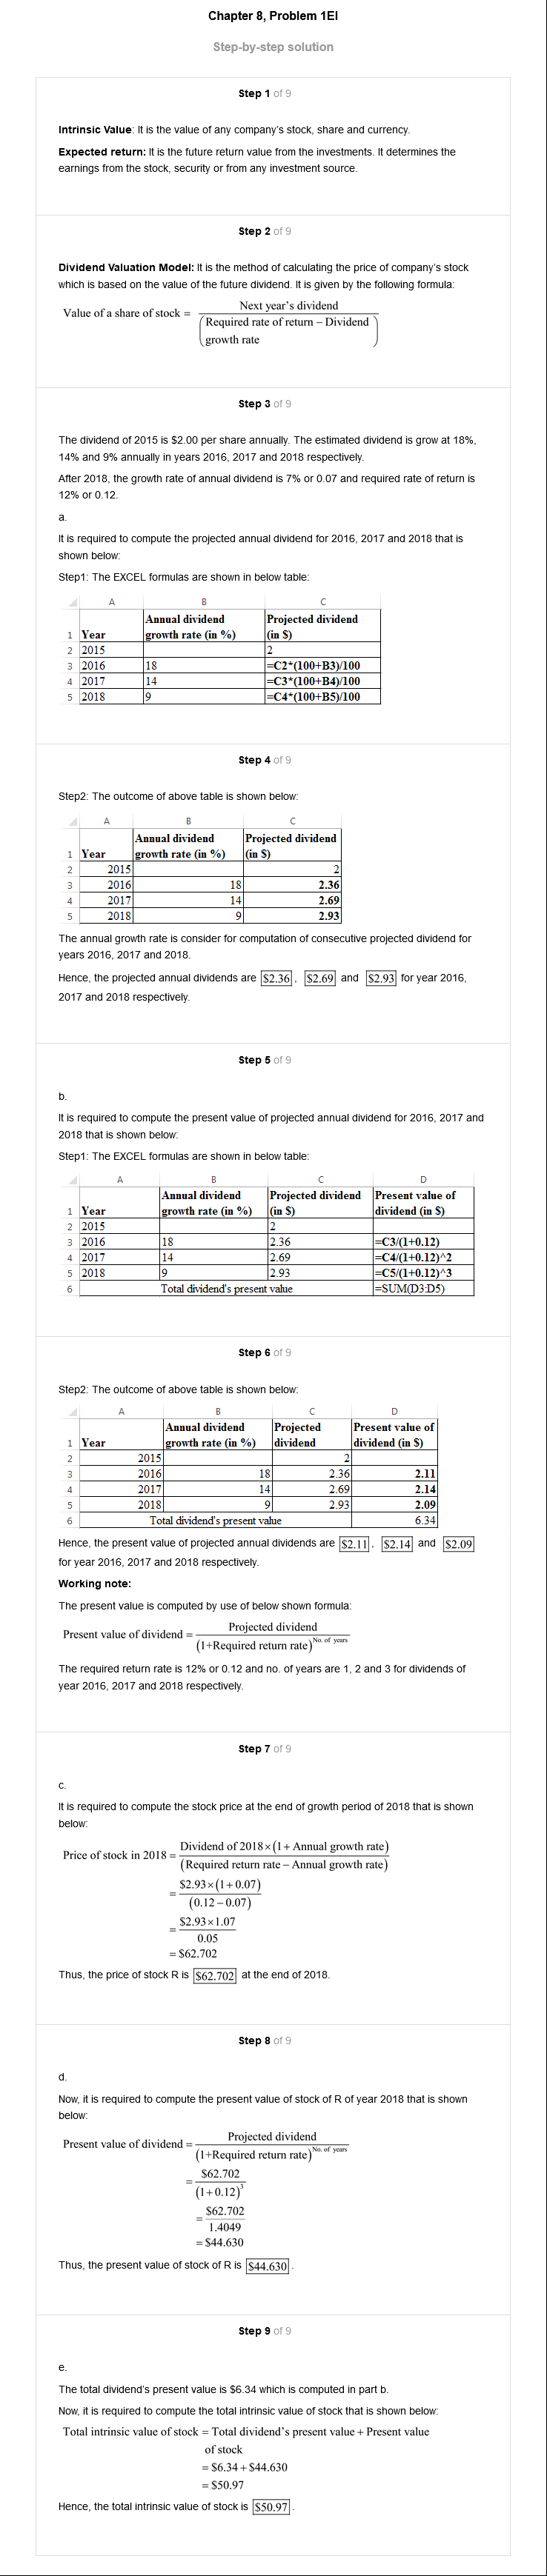 Chapter 8, Problem 1EI
Step-by-step solution
Step 1 of 9
Intrinsic Value: It is the value of any company's stock, share and currency.
Expected return: It is the future return value from the investments. It determines the
earnings from the stock, security or from any investment source.
Step 2 of 9
Dividend Valuation Model: It is the method of calculating the price of company's stock
which is based on the value of the future dividend. It is given by the following formula:
Value of a share of stock = Next year's dividend
(Required rate of return – Dividend
growth rate)
Step 3 of 9
The dividend of 2015 is $2.00 per share annually. The estimated dividend is grow at 18%,
14% and 9% annually in years 2016, 2017 and 2018 respectively.
After 2018, the growth rate of annual dividend is 7% or 0.07 and required rate of return is
12% or 0.12.
a.
It is required to compute the projected annual dividend for 2016, 2017 and 2018 that is
shown below:
Step1: The EXCEL formulas are shown in below table:
A B C
Annual dividend Projected dividend
1 Year growth rate (in %) (in $)
2 2015 2
3 2016 18 =C2*(100+B3)/100
4 2017 14 =C3*(100+B4)/100
5 2018 9 =C4*(100+B5)/100
Step 4 of 9
Step2: The outcome of above table is shown below:
A B C
Annual dividend Projected dividend
1 Year growth rate (in %) (in $)
2 2015 2
3 2016 18 2.36
4 2017 14 2.69
5 2018 9 2.93
The annual growth rate is consider for computation of consecutive projected dividend for
years 2016, 2017 and 2018.
Hence, the projected annual dividends are $2.36, $2.69 and $2.93 for year 2016,
2017 and 2018 respectively.
Step 5 of 9
b.
It is required to compute the present value of projected annual dividend for 2016, 2017 and
2018 that is shown below:
Step1: The EXCEL formulas are shown in below table:
A B C D
Annual dividend Projected dividend Present value of
1 Year growth rate (in %) (in $) dividend (in $)
2 2015 2
3 2016 18 2.36 =C3/(1+0.12)
4 2017 14 2.69 =C4/(1+0.12)^2
5 2018 9 2.93 =C5/(1+0.12)^3
6 Total dividend's present value =SUM(D3:D5)
Step 6 of 9
Step2: The outcome of above table is shown below:
A B C D
Annual dividend Projected Present value of
1 Year growth rate (in %) dividend dividend (in $)
2 2015 2
3 2016 18 2.36 2.11
4 2017 14 2.69 2.14
5 2018 9 2.93 2.09
6 Total dividend's present value 6.34
Hence, the present value of projected annual dividends are $2.11, $2.14 and $2.09
for year 2016, 2017 and 2018 respectively.
Working note:
The present value is computed by use of below shown formula:
Present value of dividend = Projected dividend
(1+Required return rate)^No. of years
The required return rate is 12% or 0.12 and no. of years are 1, 2 and 3 for dividends of
year 2016, 2017 and 2018 respectively.
Step 7 of 9
c.
It is required to compute the stock price at the end of growth period of 2018 that is shown
below:
Price of stock in 2018 = Dividend of 2018×(1+ Annual growth rate)
(Required return rate – Annual growth rate)
= $2.93×(1+0.07)
(0.12–0.07)
= $2.93×1.07
0.05
= $62.702
Thus, the price of stock R is $62.702 at the end of 2018.
Step 8 of 9
d.
Now, it is required to compute the present value of stock of R of year 2018 that is shown
below:
Present value of dividend = Projected dividend
(1+Required return rate)^No. of years
= $62.702
(1+0.12)^3
= $62.702
1.4049
= $44.630
Thus, the present value of stock of R is $44.630.
Step 9 of 9
e.
The total dividend's present value is $6.34 which is computed in part b.
Now, it is required to compute the total intrinsic value of stock that is shown below:
Total intrinsic value of stock = Total dividend's present value + Present value
of stock
= $6.34 + $44.630
= $50.97
Hence, the total intrinsic value of stock is $50.97.